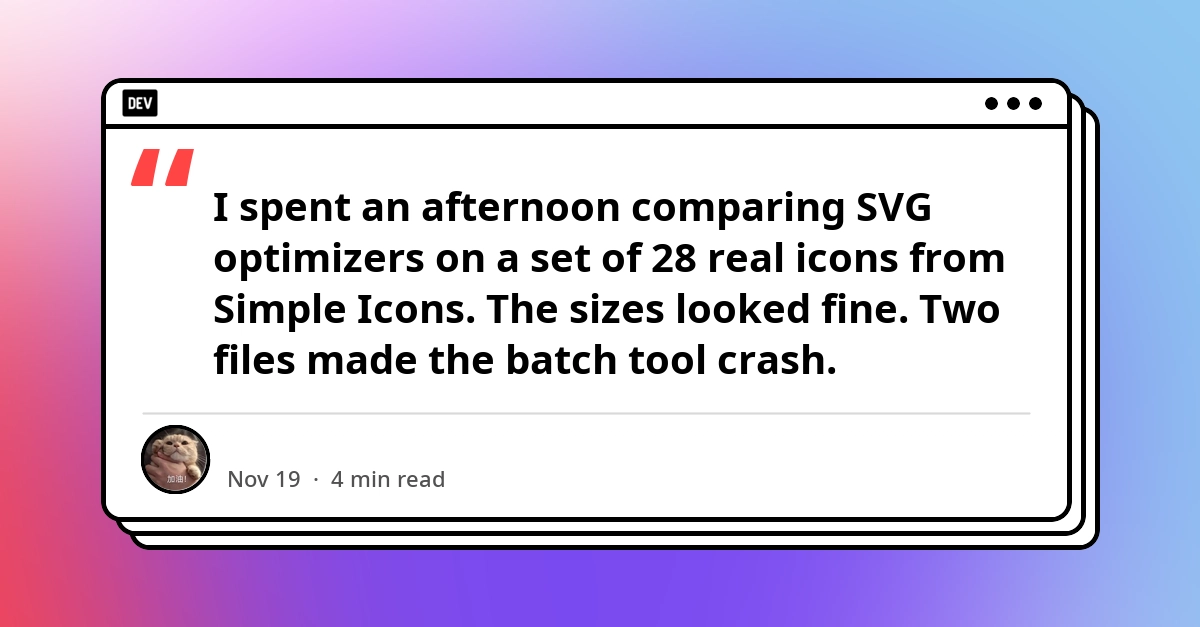 DEV
I spent an afternoon comparing SVG
optimizers on a set of 28 real icons from
Simple Icons. The sizes looked fine. Two
files made the batch tool crash.
加油!
Nov 19 · 4 min read